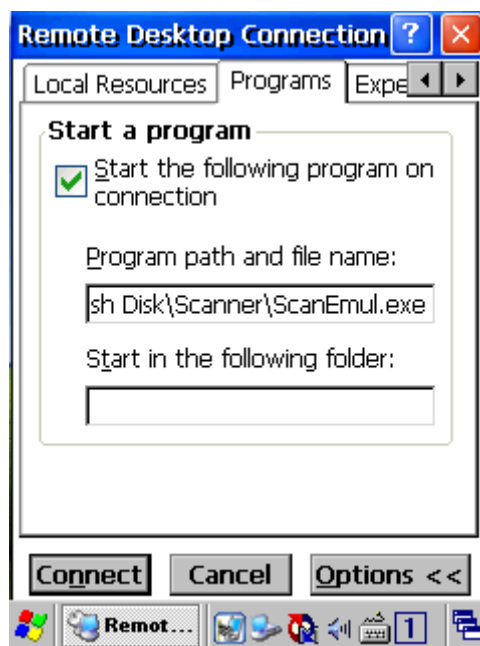 Remote Desktop Connection ? X
Local Resources Programs Expe
Start a program
Start the following program on
connection
Program path and file name:
sh Disk\Scanner\ScanEmul.exe
Start in the following folder:
Connect Cancel Options <<
Remot... 1